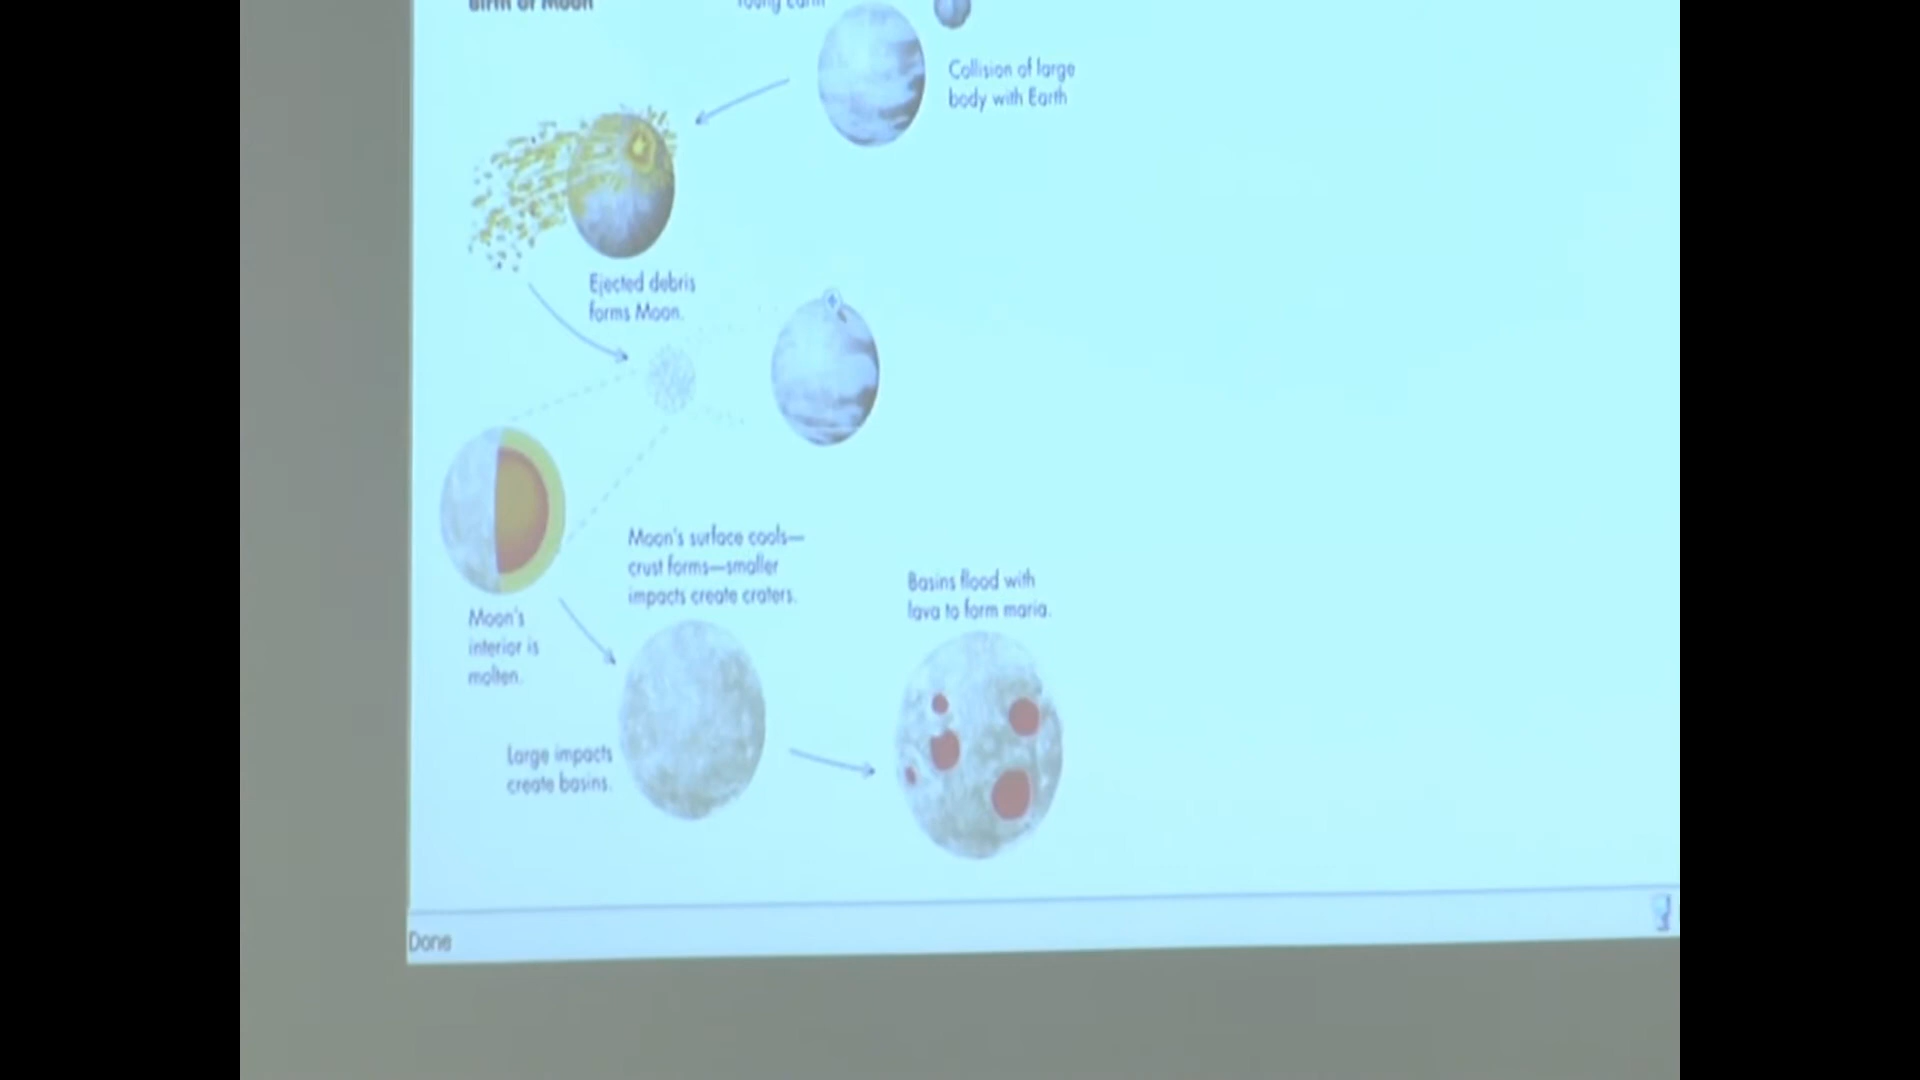 Birth of Moon
Young Earth
Collision of large
body with Earth
Ejected debris
forms Moon.
Moon's surface cools—
crust forms—smaller
impacts create craters.
Basins flood with
lava to form maria.
Moon's
interior is
molten.
Large impacts
create basins.
Done